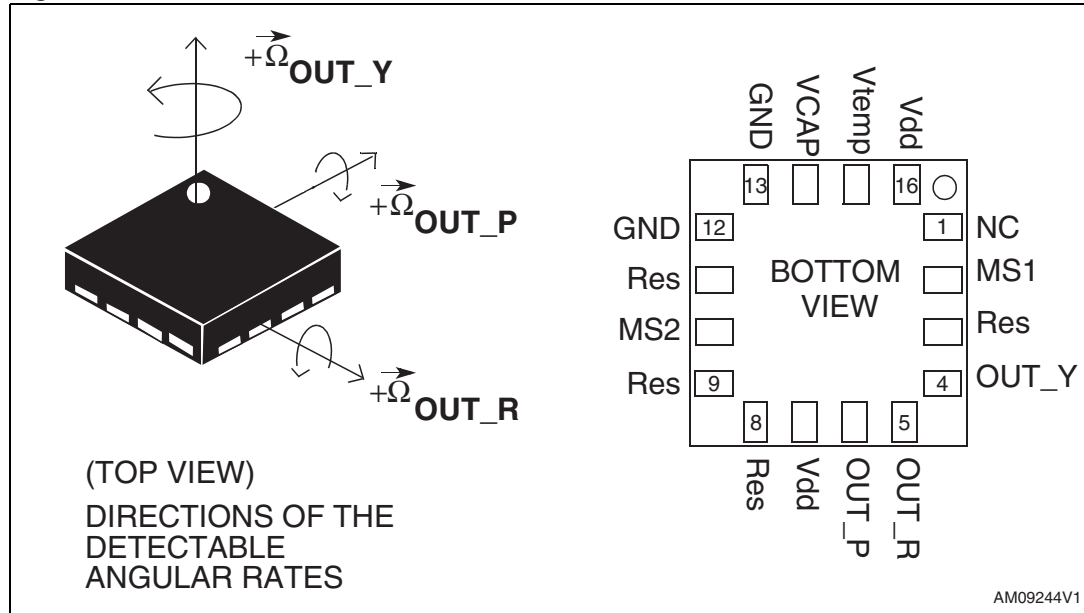 +Ω OUT_Y
+Ω OUT_P
+Ω OUT_R
(TOP VIEW)
DIRECTIONS OF THE
DETECTABLE
ANGULAR RATES
GND
VCAP
Vtemp
Vdd
13
16
GND 12
1 NC
Res
MS1
BOTTOM
VIEW
MS2
Res
Res 9
4 OUT_Y
8
5
Res
Vdd
OUT_P
OUT_R
AM09244V1